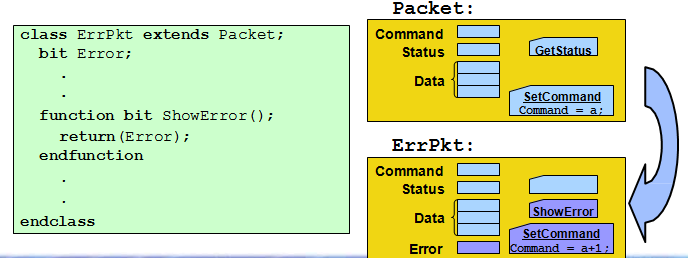 class ErrPkt extends Packet;
bit Error;
.
.
function bit ShowError();
return(Error);
endfunction
.
.
endclass
Packet:
Command
Status
Data
GetStatus
SetCommand
Command = a;
ErrPkt:
Command
Status
Data
Error
ShowError
SetCommand
Command = a+1;